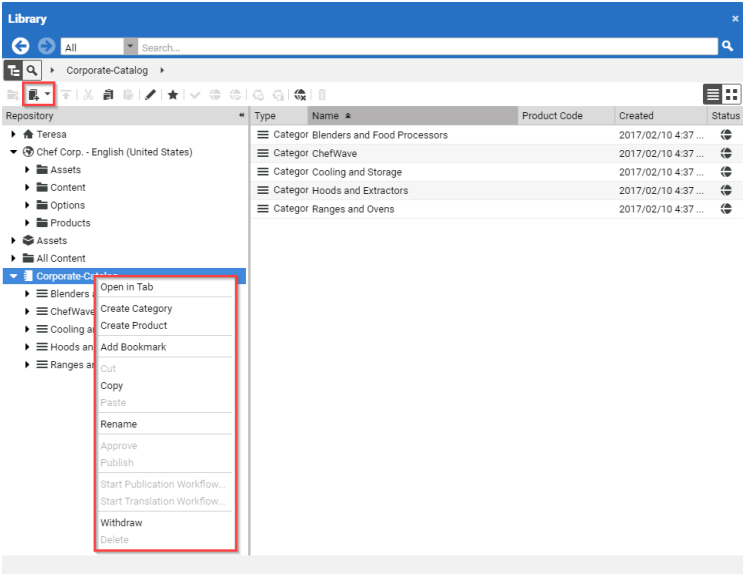 Library
All
Search...
Corporate-Catalog
Repository
Type Name Product Code Created Status
Teresa
Chef Corp. - English (United States)
Assets
Content
Options
Products
Assets
All Content
Corporate-Catalog
Blenders
ChefWave
Cooling a
Hoods an
Ranges a
Open in Tab
Create Category
Create Product
Add Bookmark
Cut
Copy
Paste
Rename
Approve
Publish
Start Publication Workflow...
Start Translation Workflow...
Withdraw
Delete
Categor Blenders and Food Processors 2017/02/10 4:37 ...
Categor ChefWave 2017/02/10 4:37 ...
Categor Cooling and Storage 2017/02/10 4:37 ...
Categor Hoods and Extractors 2017/02/10 4:37 ...
Categor Ranges and Ovens 2017/02/10 4:37 ...